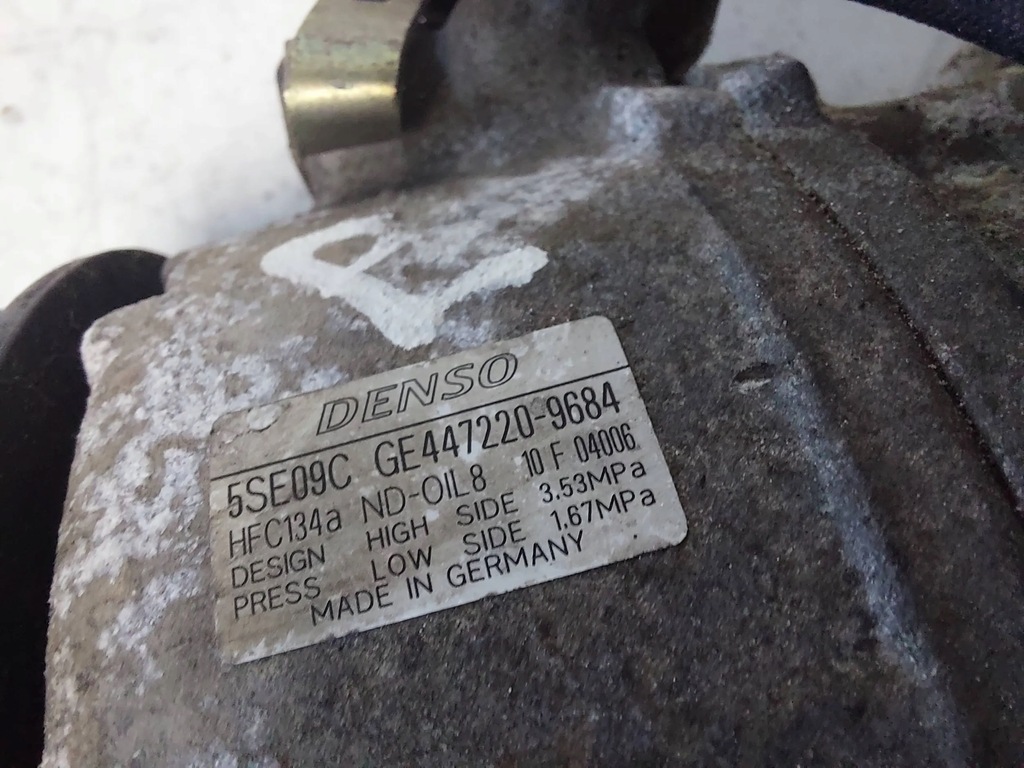 DENSO
5SE09C GE447220-9684
HFC134a ND-OIL8 10 F 04006
DESIGN HIGH SIDE 3.53MPa
PRESS LOW SIDE 1.67MPa
MADE IN GERMANY